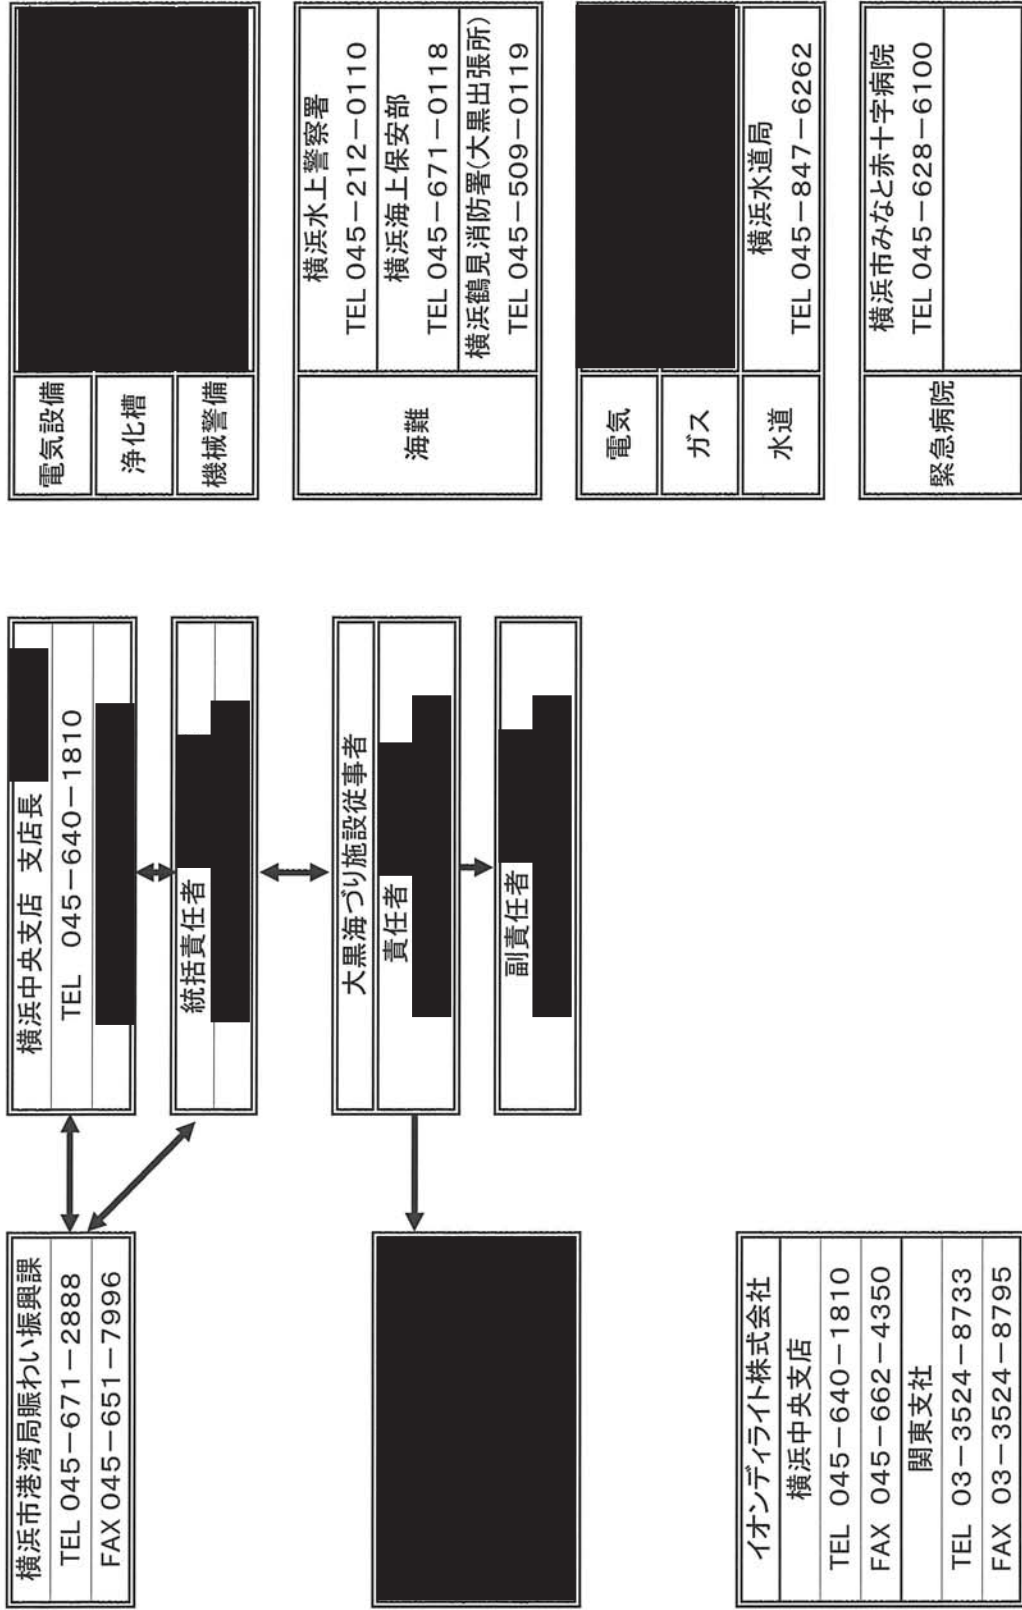 横浜市港湾局賑わい振興課
TEL 045－671－2888
FAX 045－651－7996
横浜中央支店 支店長
TEL 045－640－1810
統括責任者
大黒海づり施設従事者
責任者
副責任者
イオンディライト株式会社
横浜中央支店
TEL 045－640－1810
FAX 045－662－4350
関東支社
TEL 03－3524－8733
FAX 03－3524－8795
電気設備
浄化槽
機械警備
海難
横浜水上警察署
TEL 045－212－0110
横浜海上保安部
TEL 045－671－0118
横浜鶴見消防署(大黒出張所)
TEL 045－509－0119
電気
ガス
水道
横浜水道局
TEL 045－847－6262
緊急病院
横浜市みなと赤十字病院
TEL 045－628－6100